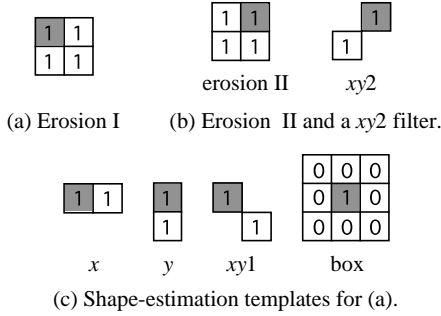 1 1 1 1 1
1 1 1 1 1
erosion II xy2
(a) Erosion I (b) Erosion II and a xy2 filter.
0 0 0
1 1 1 1 0 1 0
1 1 0 0 0
x y xy1 box
(c) Shape-estimation templates for (a).